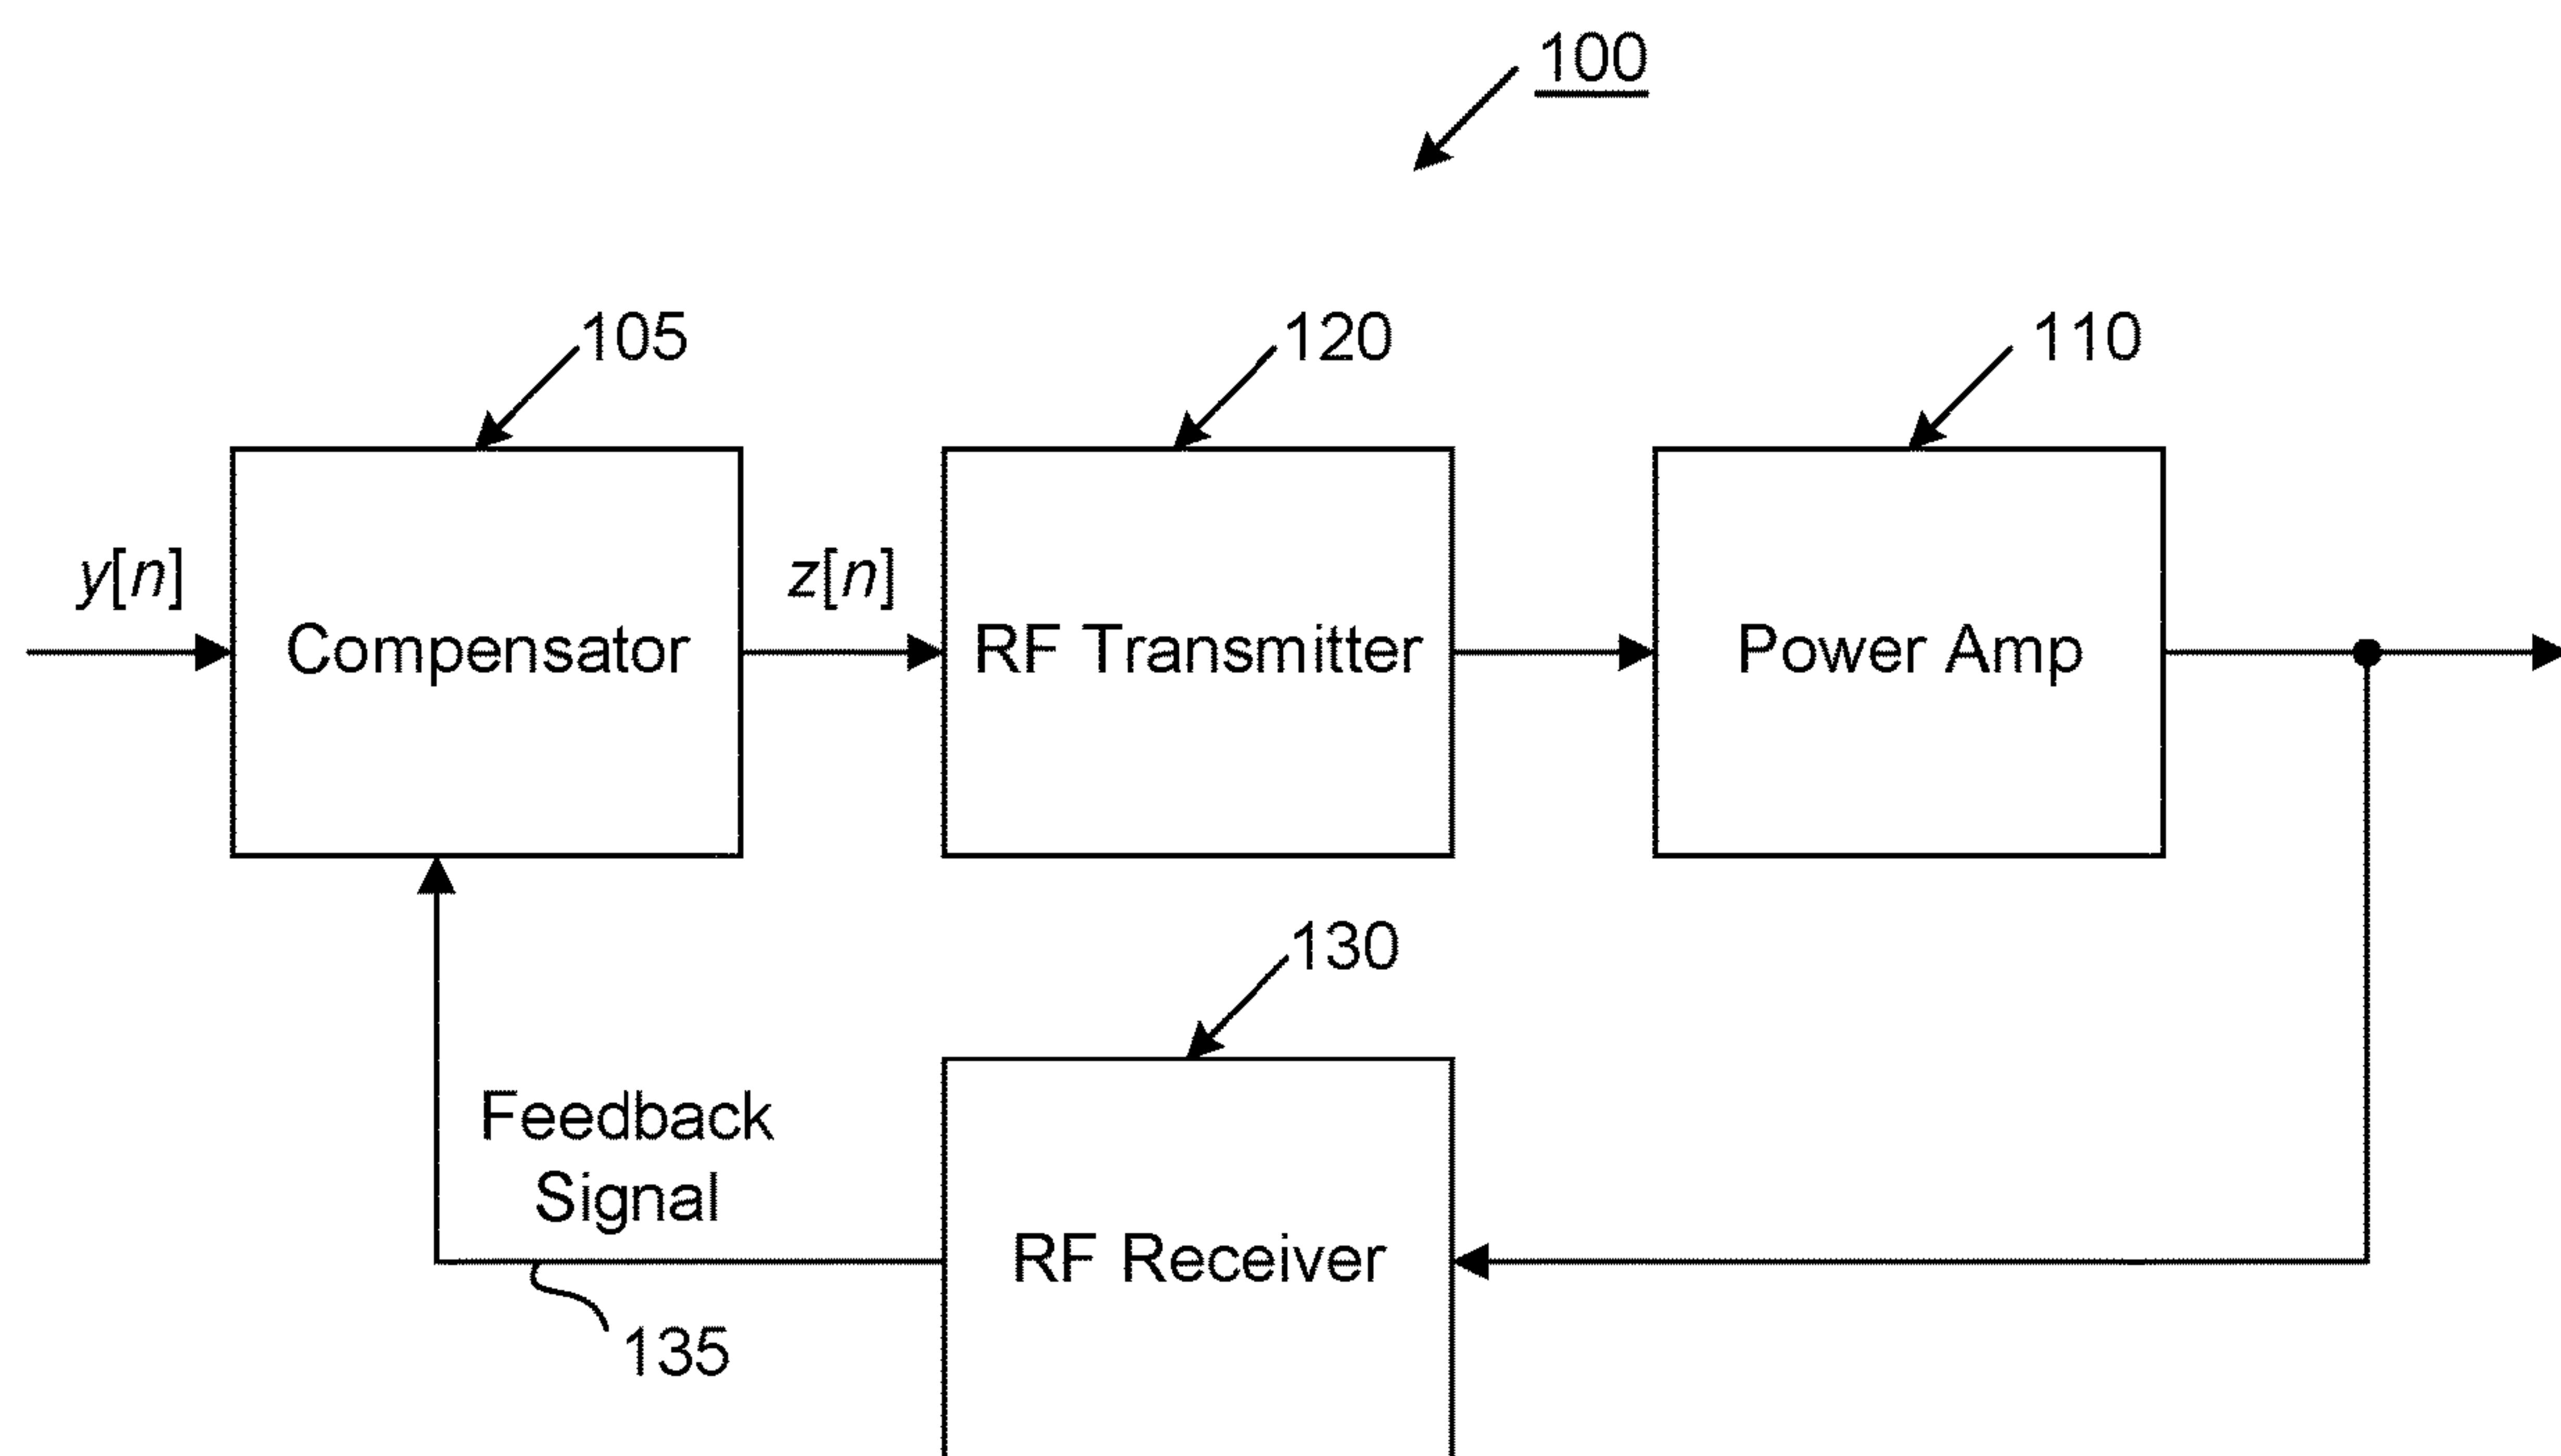 100
105
120
110
y[n]
z[n]
Compensator
RF Transmitter
Power Amp
130
Feedback
Signal
RF Receiver
135